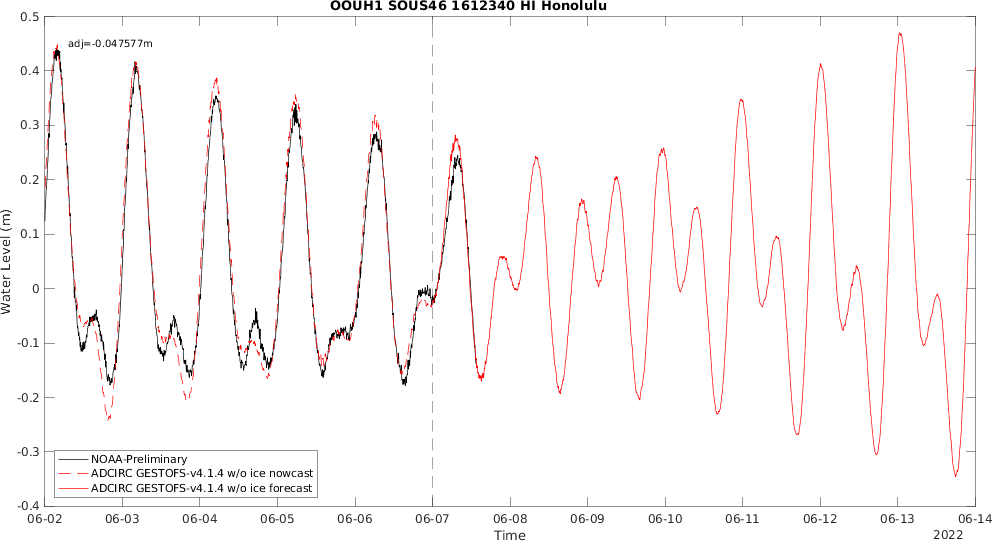 OOUH1 SOUS46 1612340 HI Honolulu
adj=-0.047577m
0.5
0.4
0.3
0.2
0.1
0
-0.1
-0.2
-0.3
-0.4
Water Level (m)
NOAA-Preliminary
ADCIRC GESTOFS-v4.1.4 w/o ice nowcast
ADCIRC GESTOFS-v4.1.4 w/o ice forecast
06-02 06-03 06-04 06-05 06-06 06-07 06-08 06-09 06-10 06-11 06-12 06-13 06-14
Time
2022